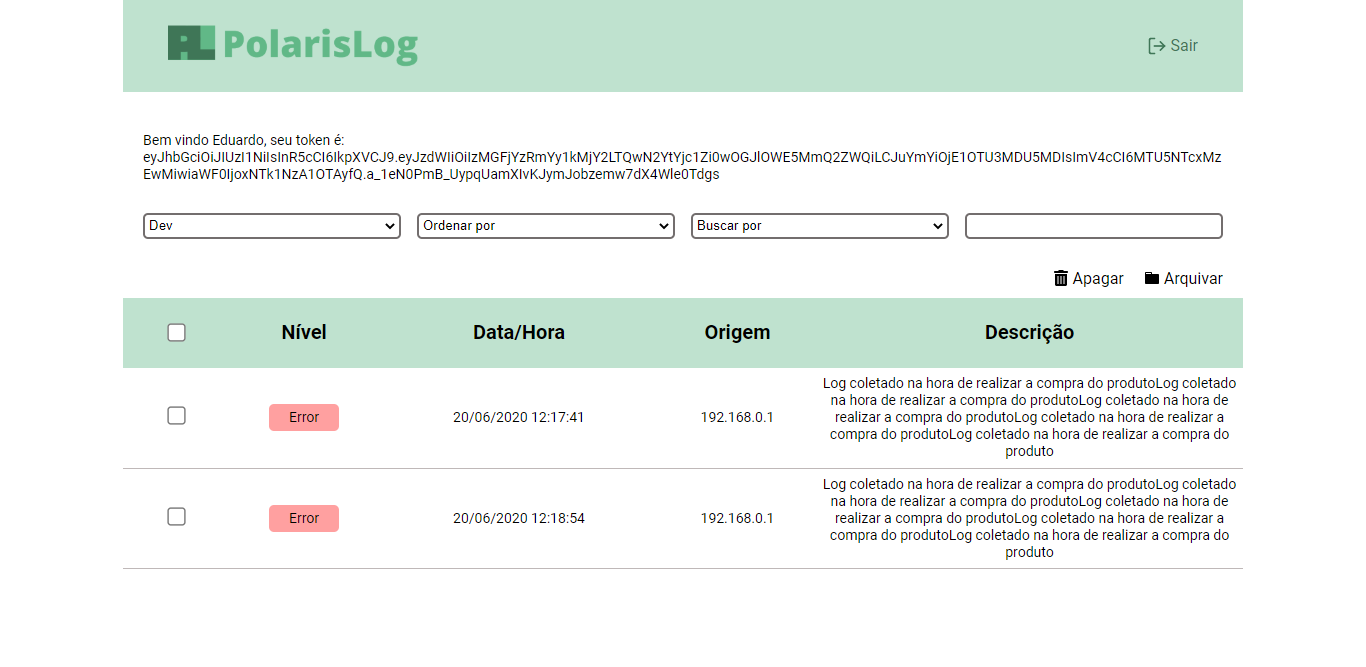 PolarisLog
Sair
Bem vindo Eduardo, seu token é:
eyJhbGciOiJIUzI1NiIsInR5cCI6IkpXVCJ9.eyJzdWIiOiIzMGFjYzRmYy1kMjY2LTQwN2YtYjc1Zi0wOGJlOWE5MmQ2ZWQiLCJuYmYiOjE1OTU3MDU5MDIsImV4cCI6MTU5NTcxMz
EwMiwiaWF0IjoxNTk1NzA1OTAyfQ.a_1eN0PmB_UypqUamXIvKJymJobzemw7dX4Wle0Tdgs
Dev Ordenar por Buscar por
Apagar Arquivar
Nível Data/Hora Origem Descrição
Log coletado na hora de realizar a compra do produtoLog coletado
na hora de realizar a compra do produtoLog coletado na hora de
Error 20/06/2020 12:17:41 192.168.0.1 realizar a compra do produtoLog coletado na hora de realizar a
compra do produtoLog coletado na hora de realizar a compra do
produto
Log coletado na hora de realizar a compra do produtoLog coletado
na hora de realizar a compra do produtoLog coletado na hora de
Error 20/06/2020 12:18:54 192.168.0.1 realizar a compra do produtoLog coletado na hora de realizar a
compra do produtoLog coletado na hora de realizar a compra do
produto